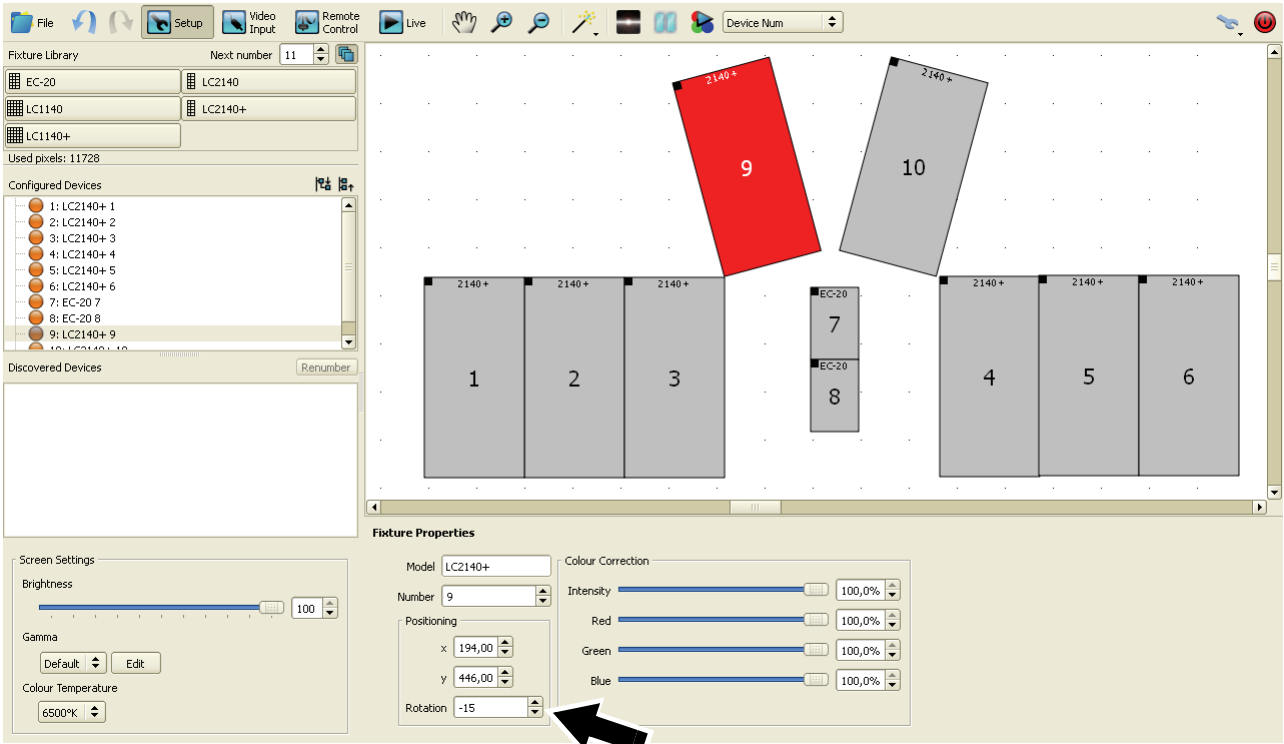 File
Setup
Video Input
Remote Control
Live
Device Num
Fixture Library
Next number 11
EC-20
LC2140
LC1140
LC2140+
LC1140+
Used pixels: 11728
Configured Devices
1: LC2140+ 1
2: LC2140+ 2
3: LC2140+ 3
4: LC2140+ 4
5: LC2140+ 5
6: LC2140+ 6
7: EC-20 7
8: EC-20 8
9: LC2140+ 9
10: LC2140+ 10
Discovered Devices
Renumber
2140+
9
2140+
10
2140+
1
2140+
2
2140+
3
EC-20
7
EC-20
8
2140+
4
2140+
5
2140+
6
Screen Settings
Brightness
100
Gamma
Default
Edit
Colour Temperature
6500°K
Fixture Properties
Model LC2140+
Number 9
Positioning
x 194,00
y 446,00
Rotation -15
Colour Correction
Intensity 100,0%
Red 100,0%
Green 100,0%
Blue 100,0%